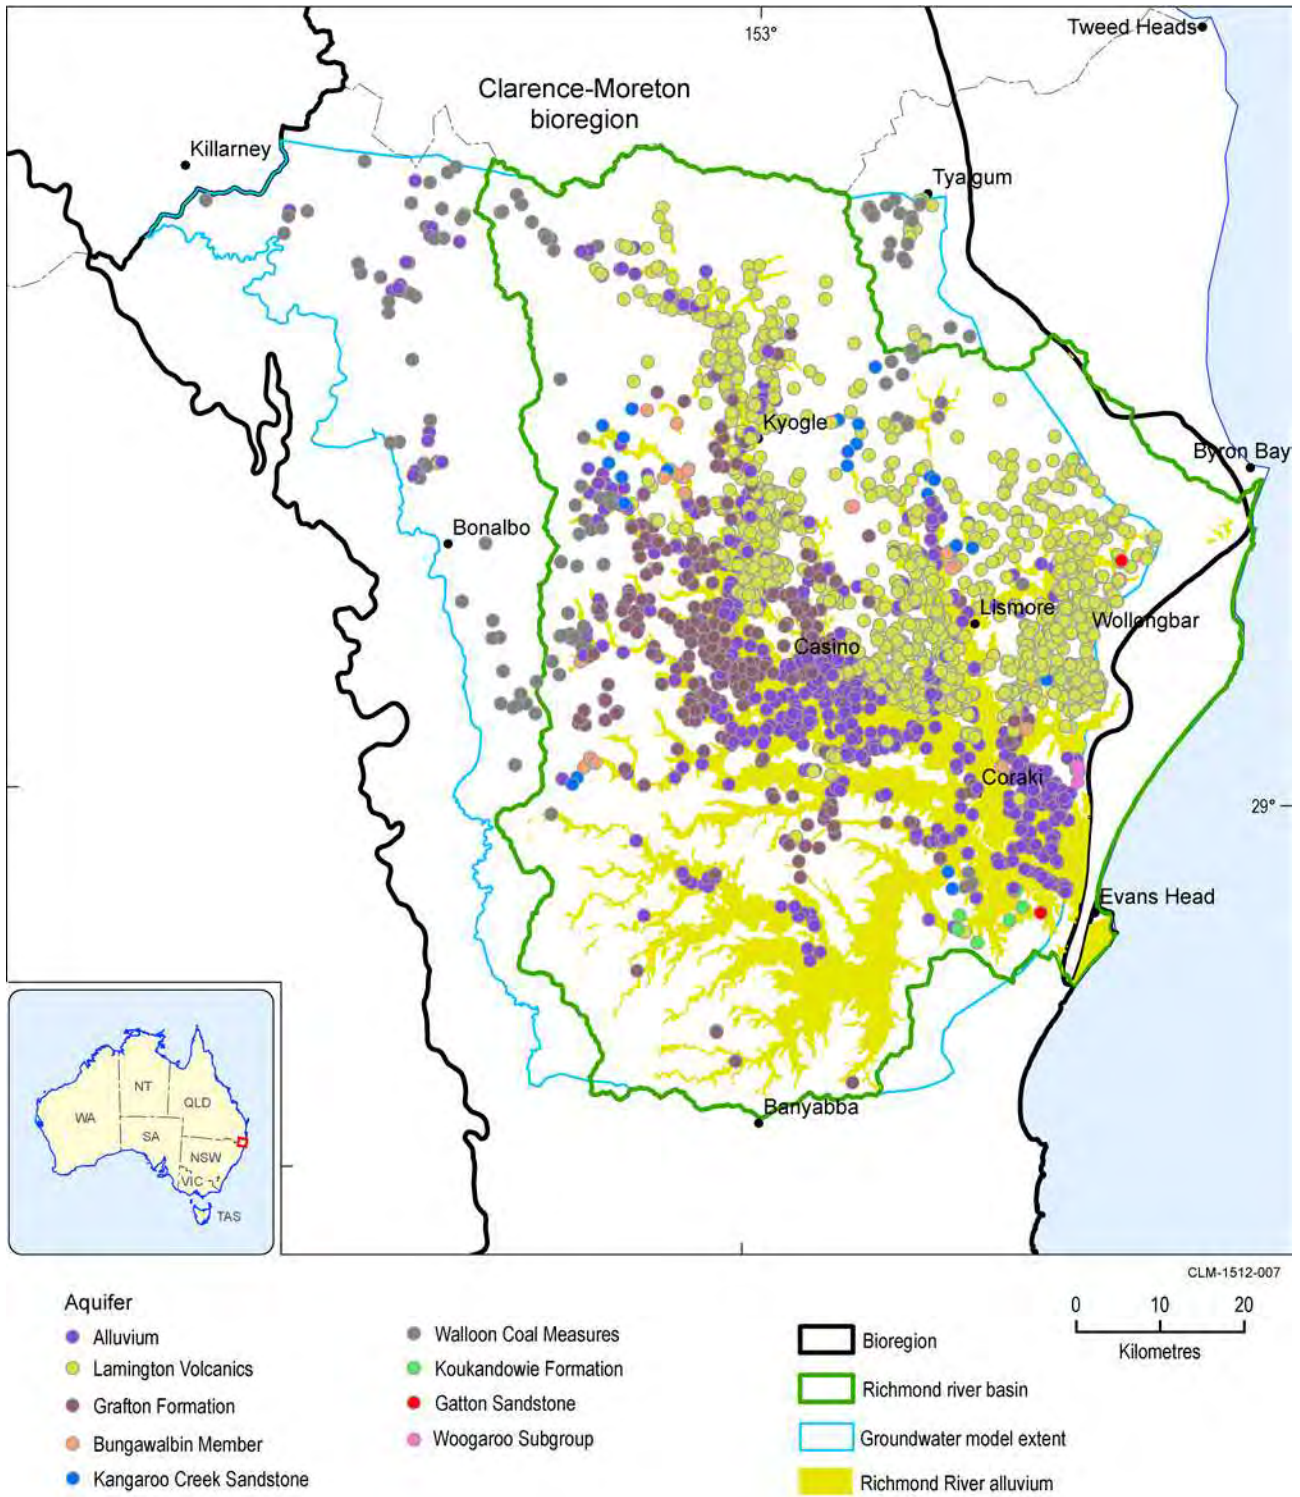 153°
Tweed Heads
Clarence-Moreton
bioregion
Killarney
Tyalgum
Kyogle
Byron Bay
Bonalbo
Lismore
Wollongbar
Casino
Coraki
29°
Evans Head
Banyabba
NT
QLD
WA
SA
NSW
VIC
TAS
CLM-1512-007
Aquifer
Alluvium
Lamington Volcanics
Grafton Formation
Bungawalbin Member
Kangaroo Creek Sandstone
Walloon Coal Measures
Koukandowie Formation
Gatton Sandstone
Woogaroo Subgroup
Bioregion
Richmond river basin
Groundwater model extent
Richmond River alluvium
0 10 20
Kilometres